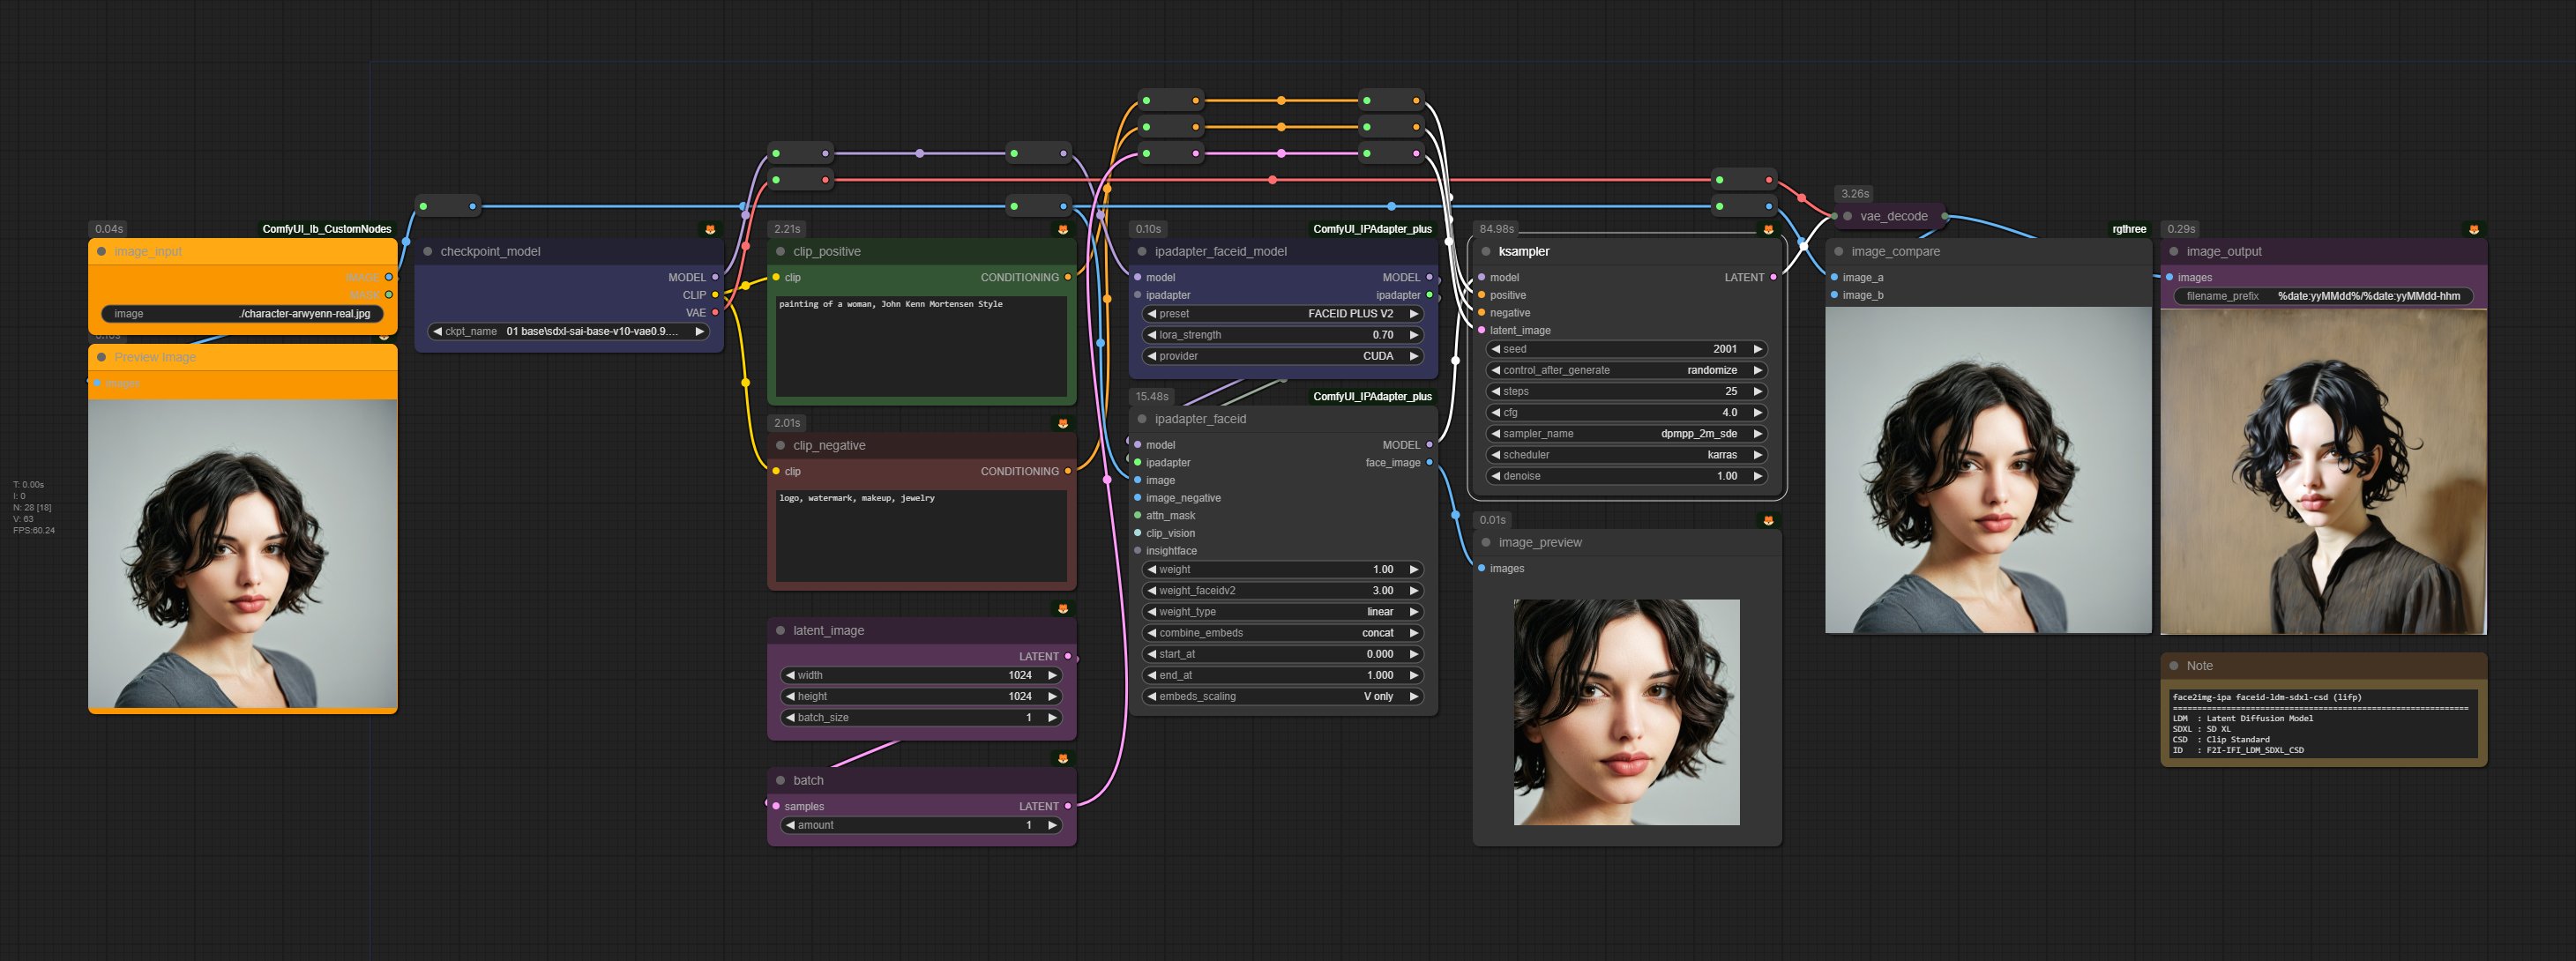 0.04s
ComfyUI_lb_CustomNodes
image_input
IMAGE
MASK
image ./character-arwyenn-real.jpg
Preview Image
images
T: 0.00s
I: 0
N: 28 [18]
V: 63
FPS:60.24
checkpoint_model
MODEL
CLIP
VAE
ckpt_name 01 base\sdxl-sai-base-v10-vae0.9....
2.21s
clip_positive
clip CONDITIONING
painting of a woman, John Kenn Mortensen Style
2.01s
clip_negative
clip CONDITIONING
logo, watermark, makeup, jewelry
latent_image
LATENT
width 1024
height 1024
batch_size 1
batch
samples LATENT
amount 1
0.10s ComfyUI_IPAdapter_plus
ipadapter_faceid_model
model MODEL
ipadapter ipadapter
preset FACEID PLUS V2
lora_strength 0.70
provider CUDA
15.48s ComfyUI_IPAdapter_plus
ipadapter_faceid
model MODEL
ipadapter face_image
image
image_negative
attn_mask
clip_vision
insightface
weight 1.00
weight_faceidv2 3.00
weight_type linear
combine_embeds concat
start_at 0.000
end_at 1.000
embeds_scaling V only
84.98s
ksampler
model LATENT
positive
negative
latent_image
seed 2001
control_after_generate randomize
steps 25
cfg 4.0
sampler_name dpmpp_2m_sde
scheduler karras
denoise 1.00
0.01s
image_preview
images
3.26s
vae_decode
rgthree
image_compare
image_a
image_b
0.29s
image_output
images
filename_prefix %date:yyMMdd%/%date:yyMMdd-hhm
Note
face2img-ipa faceid-ldm-sdxl-csd (lifp)
LDM : Latent Diffusion Model
SDXL : SD XL
CSD : Clip Standard
ID : F2I-IFI_LDM_SDXL_CSD